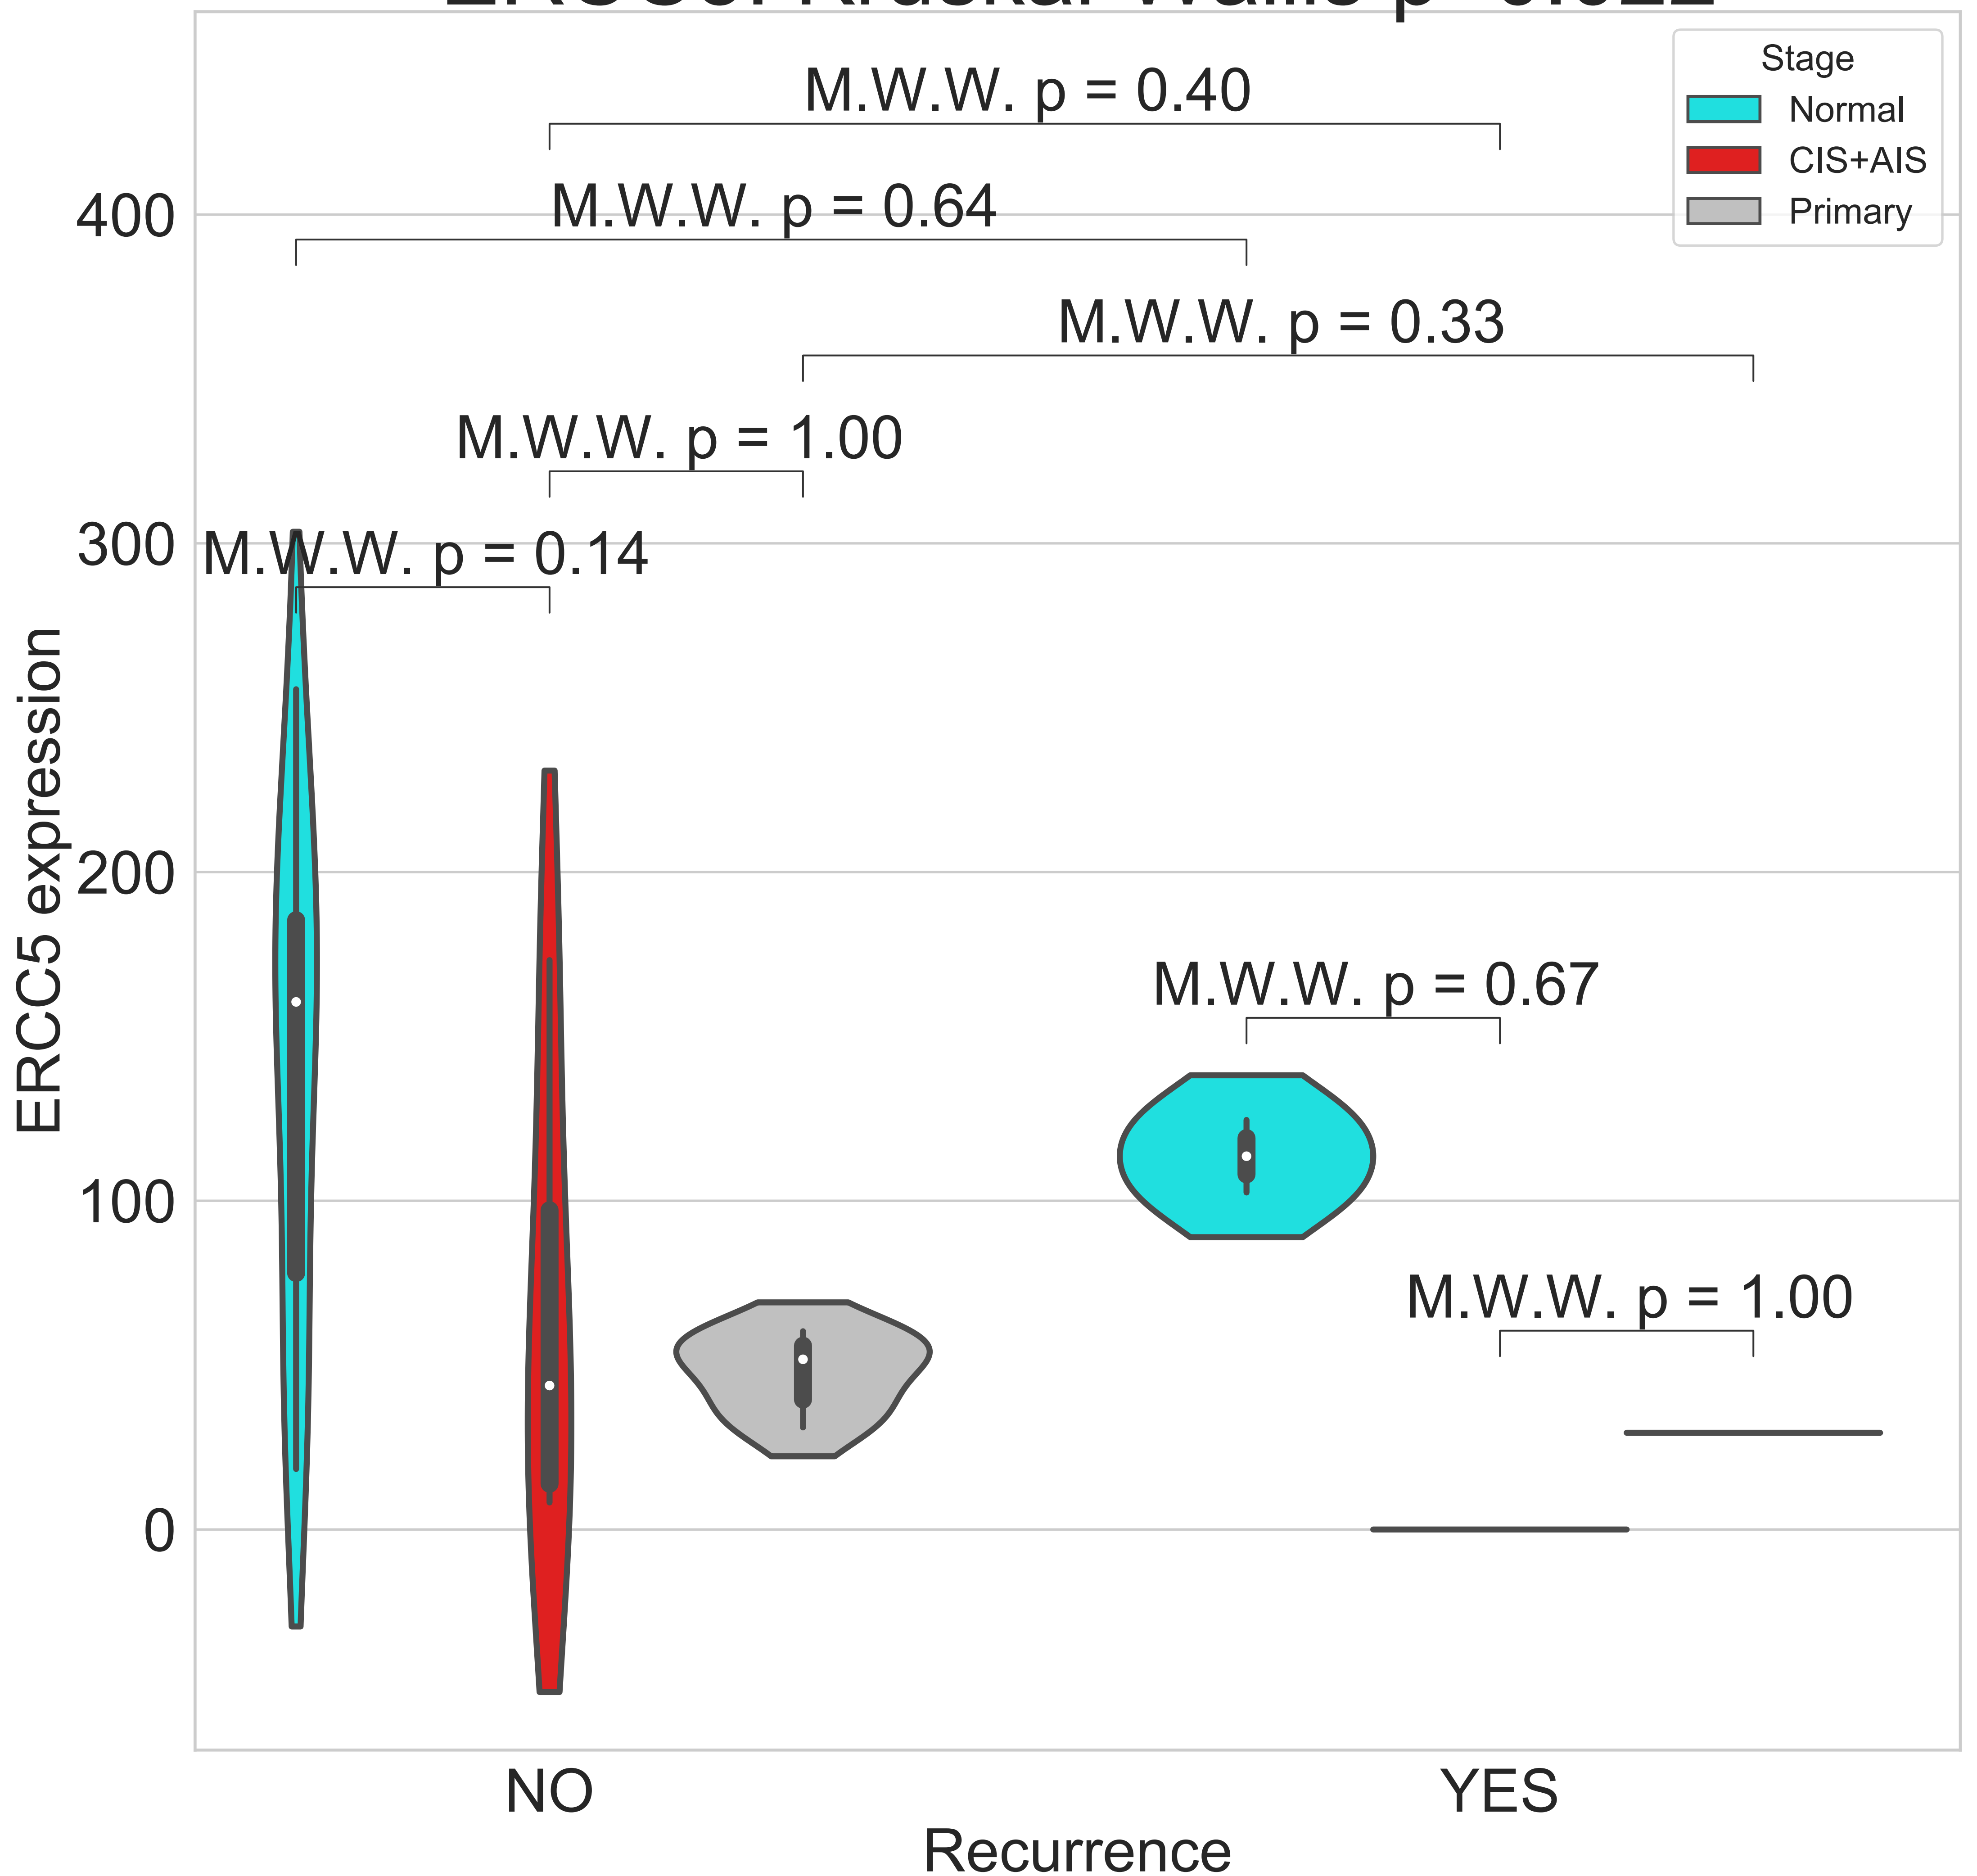 Stage
Normal
CIS+AIS
Primary
M.W.W. p = 0.40
M.W.W. p = 0.64
M.W.W. p = 0.33
M.W.W. p = 1.00
M.W.W. p = 0.14
M.W.W. p = 0.67
M.W.W. p = 1.00
400
300
200
100
0
ERCC5 expression
NO
YES
Recurrence